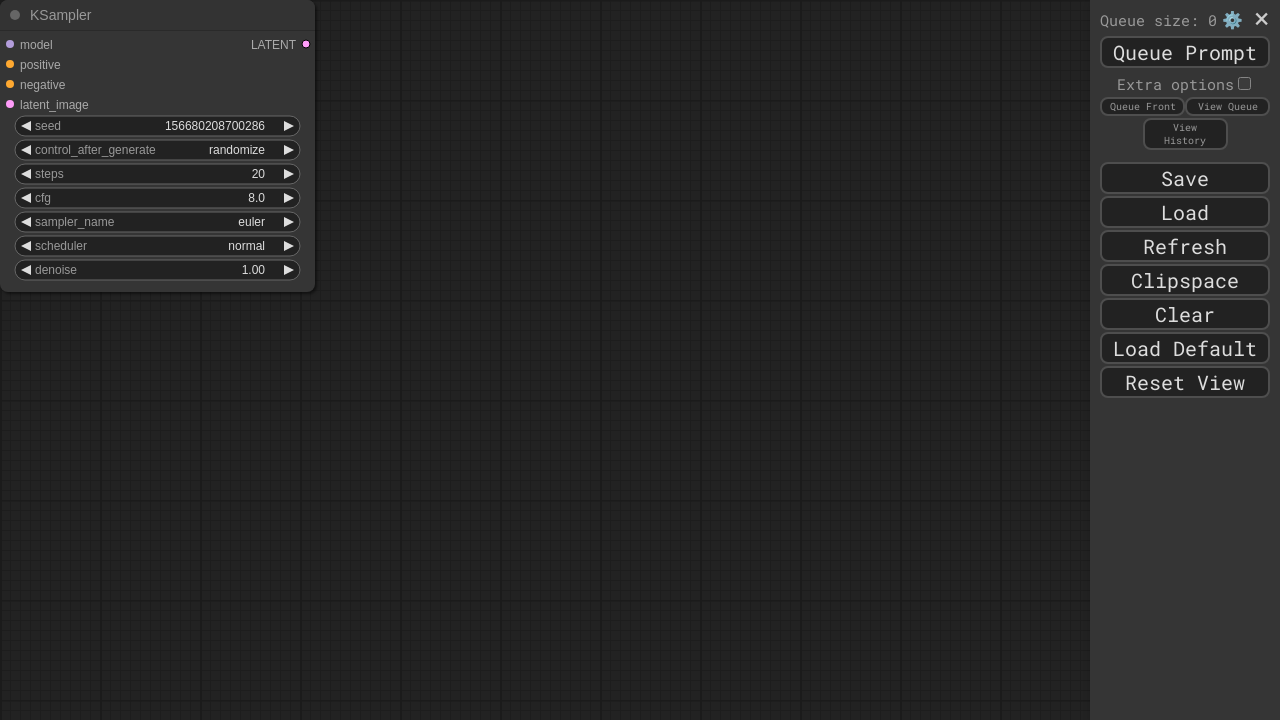 KSampler
model LATENT
positive
negative
latent_image
seed 156680208700286
control_after_generate randomize
steps 20
cfg 8.0
sampler_name euler
scheduler normal
denoise 1.00
Queue size: 0
Queue Prompt
Extra options
Queue Front View Queue
View
History
Save
Load
Refresh
Clipspace
Clear
Load Default
Reset View